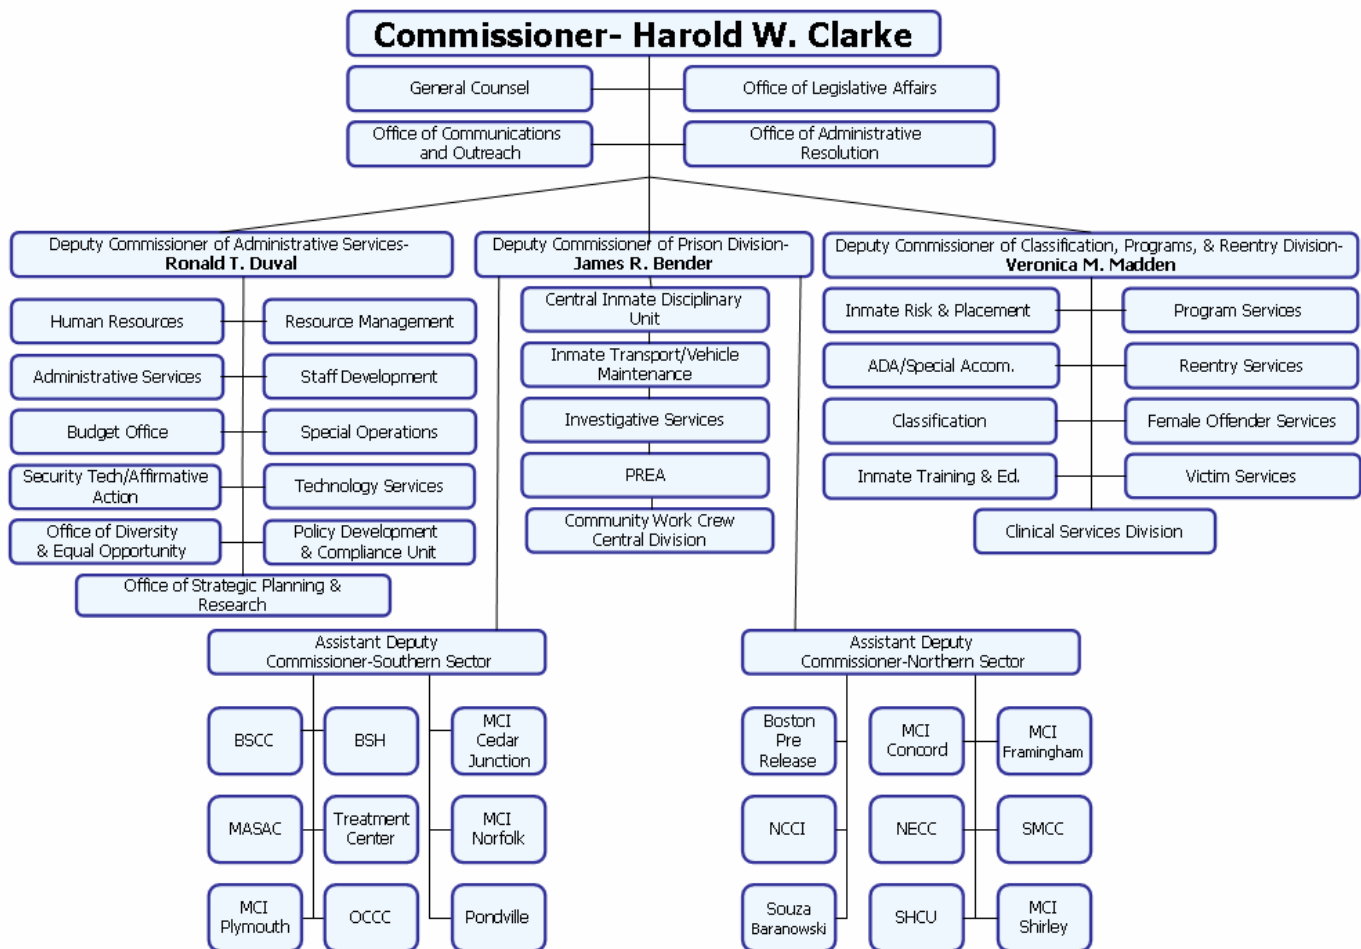 Commissioner- Harold W. Clarke
General Counsel
Office of Legislative Affairs
Office of Communications
and Outreach
Office of Administrative
Resolution
Deputy Commissioner of Administrative Services-
Ronald T. Duval
Deputy Commissioner of Prison Division-
James R. Bender
Deputy Commissioner of Classification, Programs, & Reentry Division-
Veronica M. Madden
Human Resources
Resource Management
Administrative Services
Staff Development
Budget Office
Special Operations
Security Tech/Affirmative
Action
Technology Services
Office of Diversity
& Equal Opportunity
Policy Development
& Compliance Unit
Office of Strategic Planning &
Research
Central Inmate Disciplinary
Unit
Inmate Transport/Vehicle
Maintenance
Investigative Services
PREA
Community Work Crew
Central Division
Inmate Risk & Placement
Program Services
ADA/Special Accom.
Reentry Services
Classification
Female Offender Services
Inmate Training & Ed.
Victim Services
Clinical Services Division
Assistant Deputy
Commissioner-Southern Sector
BSCC
BSH
MCI
Cedar
Junction
MASAC
Treatment
Center
MCI
Norfolk
MCI
Plymouth
OCCC
Pondville
Assistant Deputy
Commissioner-Northern Sector
Boston
Pre
Release
MCI
Concord
MCI
Framingham
NCCI
NECC
SMCC
Souza
Baranowski
SHCU
MCI
Shirley